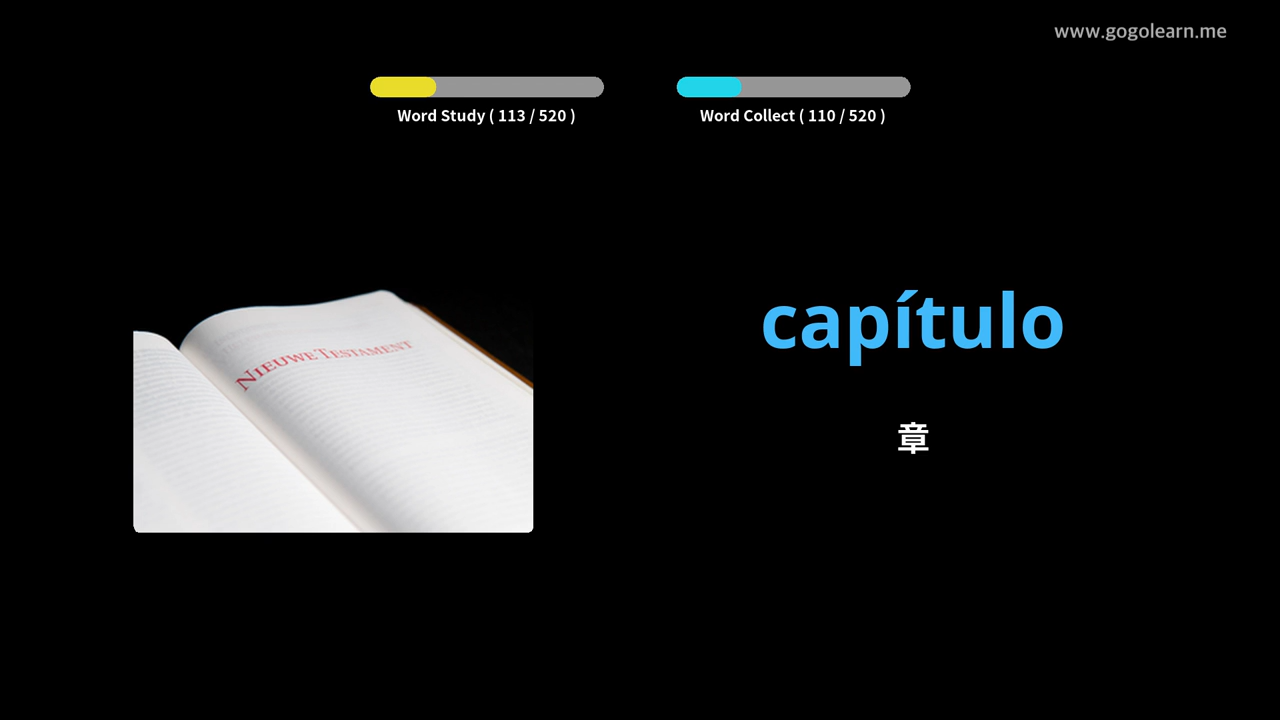 www.gogolearn.me
Word Study ( 113 / 520 )
Word Collect ( 110 / 520 )
NIEUWE TESTAMENT
capítulo
章